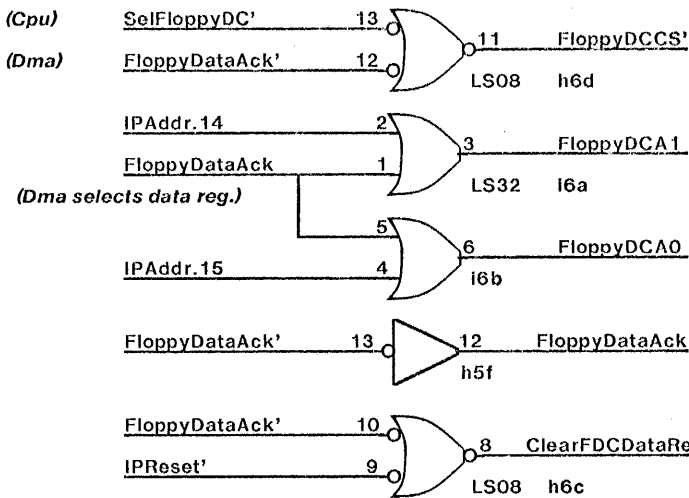 (Cpu) SelFloppyDC' 13
11 FloppyDCCS'
(Dma) FloppyDataAck' 12
LS08 h6d
IPAddr.14 2
3 FloppyDCA1
FloppyDataAck 1
LS32 i6a
(Dma selects data reg.)
5
6 FloppyDCA0
IPAddr.15 4
i6b
FloppyDataAck' 13 12 FloppyDataAck
h5f
FloppyDataAck' 10
8 ClearFDCDataRe
IPReset' 9
LS08 h6c